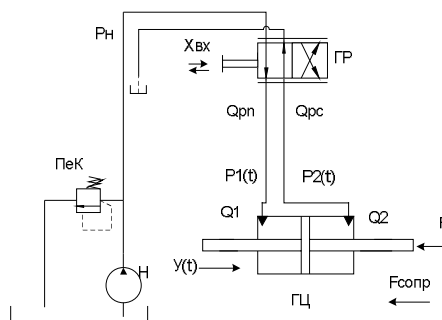 Рн
Хвх
ГР
Qрп
Qрс
ПеК
P1(t)
P2(t)
Q1
Q2
F
Н
У(t)
Fсопр
ГЦ